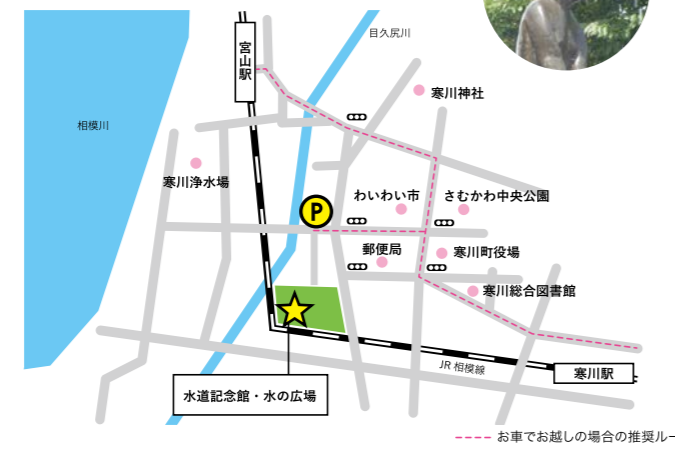 宮山駅
目久尻川
寒川神社
相模川
寒川浄水場
P
わいわい市
さむかわ中央公園
郵便局
寒川町役場
寒川総合図書館
JR 相模線
寒川駅
水道記念館・水の広場
お車でお越しの場合の推奨ルー